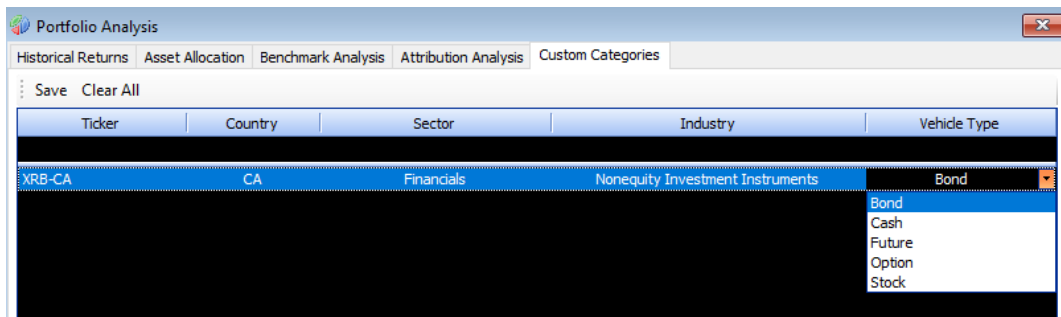 Portfolio Analysis
Historical Returns Asset Allocation Benchmark Analysis Attribution Analysis Custom Categories
Save Clear All
Ticker Country Sector Industry Vehicle Type
XRB-CA CA Financials Nonequity Investment Instruments Bond
Bond
Cash
Future
Option
Stock